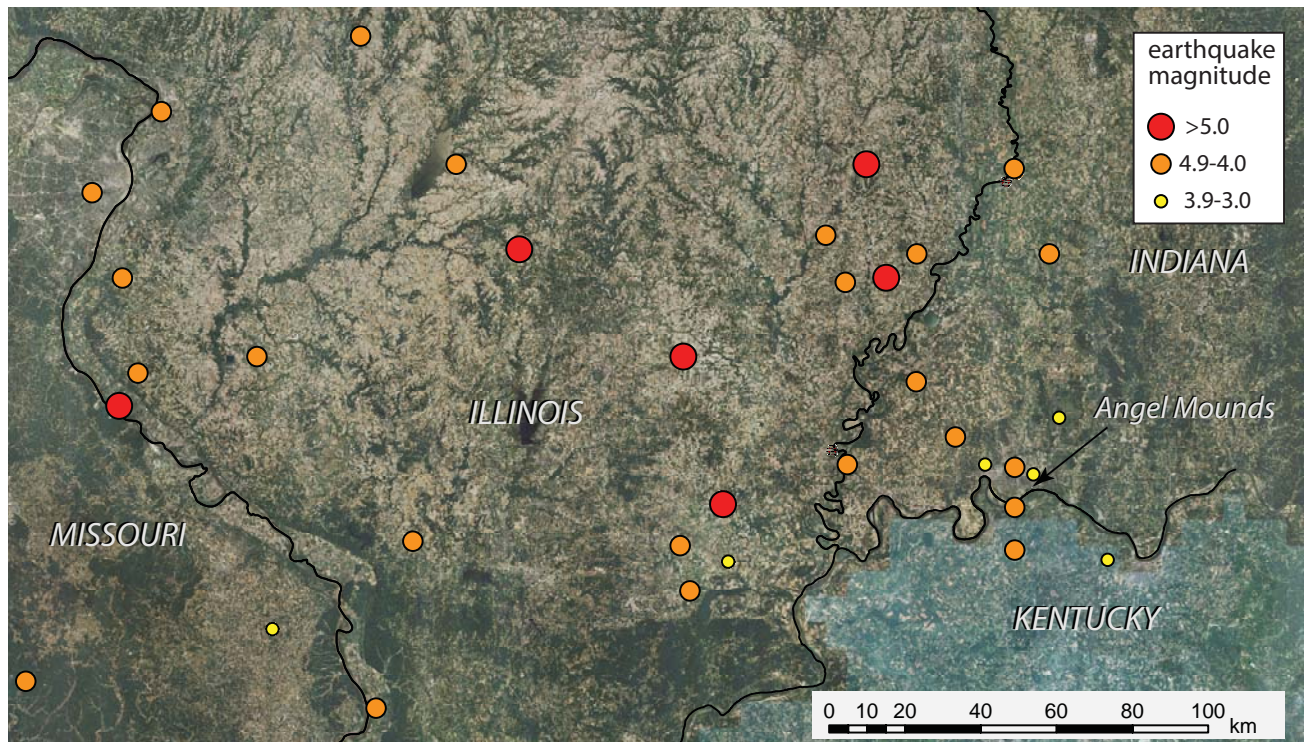 earthquake
magnitude
>5.0
4.9-4.0
3.9-3.0
INDIANA
Angel Mounds
ILLINOIS
MISSOURI
KENTUCKY
0 10 20 40 60 80 100
km